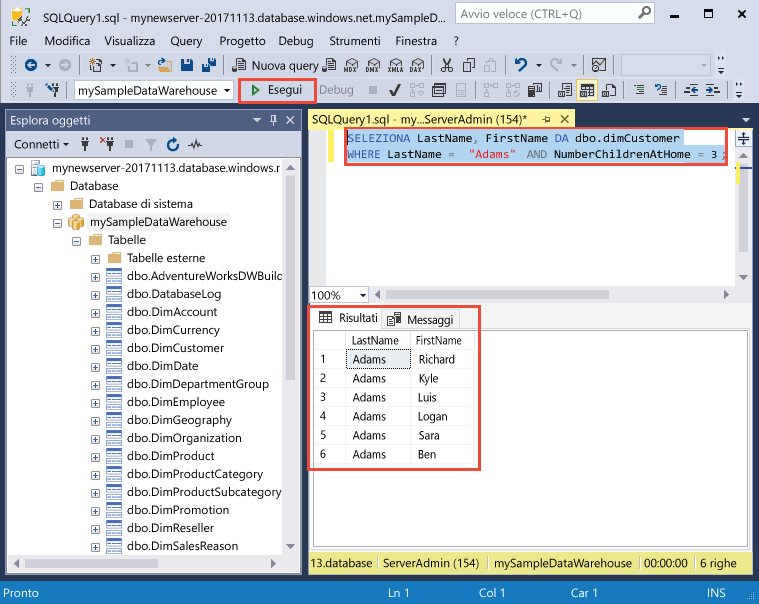 SQLQuery1.sql - mynewserver-20171113.database.windows.net.mySampleD...
Avvio veloce (CTRL+Q)
File Modifica Visualizza Query Progetto Debug Strumenti Finestra ?
Nuova query
MDX DMX XMLA DAX
mySampleDataWarehouse
Esegui
Debug
Esplora oggetti
SQLQuery1.sql - my...ServerAdmin (154)*
Connetti
SELEZIONA LastName, FirstName DA dbo.dimCustomer
WHERE LastName = "Adams" AND NumberChildrenAtHome = 3;
mynewserver-20171113.database.windows.r
Database
Database di sistema
mySampleDataWarehouse
Tabelle
Tabelle esterne
dbo.AdventureWorksDWBuild
dbo.DatabaseLog
dbo.DimAccount
dbo.DimCurrency
dbo.DimCustomer
dbo.DimDate
dbo.DimDepartmentGroup
dbo.DimEmployee
dbo.DimGeography
dbo.DimOrganization
dbo.DimProduct
dbo.DimProductCategory
dbo.DimProductSubcategory
dbo.DimPromotion
dbo.DimReseller
dbo.DimSalesReason
100%
Risultati Messaggi
LastName FirstName
1 Adams Richard
2 Adams Kyle
3 Adams Luis
4 Adams Logan
5 Adams Sara
6 Adams Ben
13.database ServerAdmin (154) mySampleDataWarehouse 00:00:00 6 righe
Pronto Ln 1 Col 1 Car 1 INS